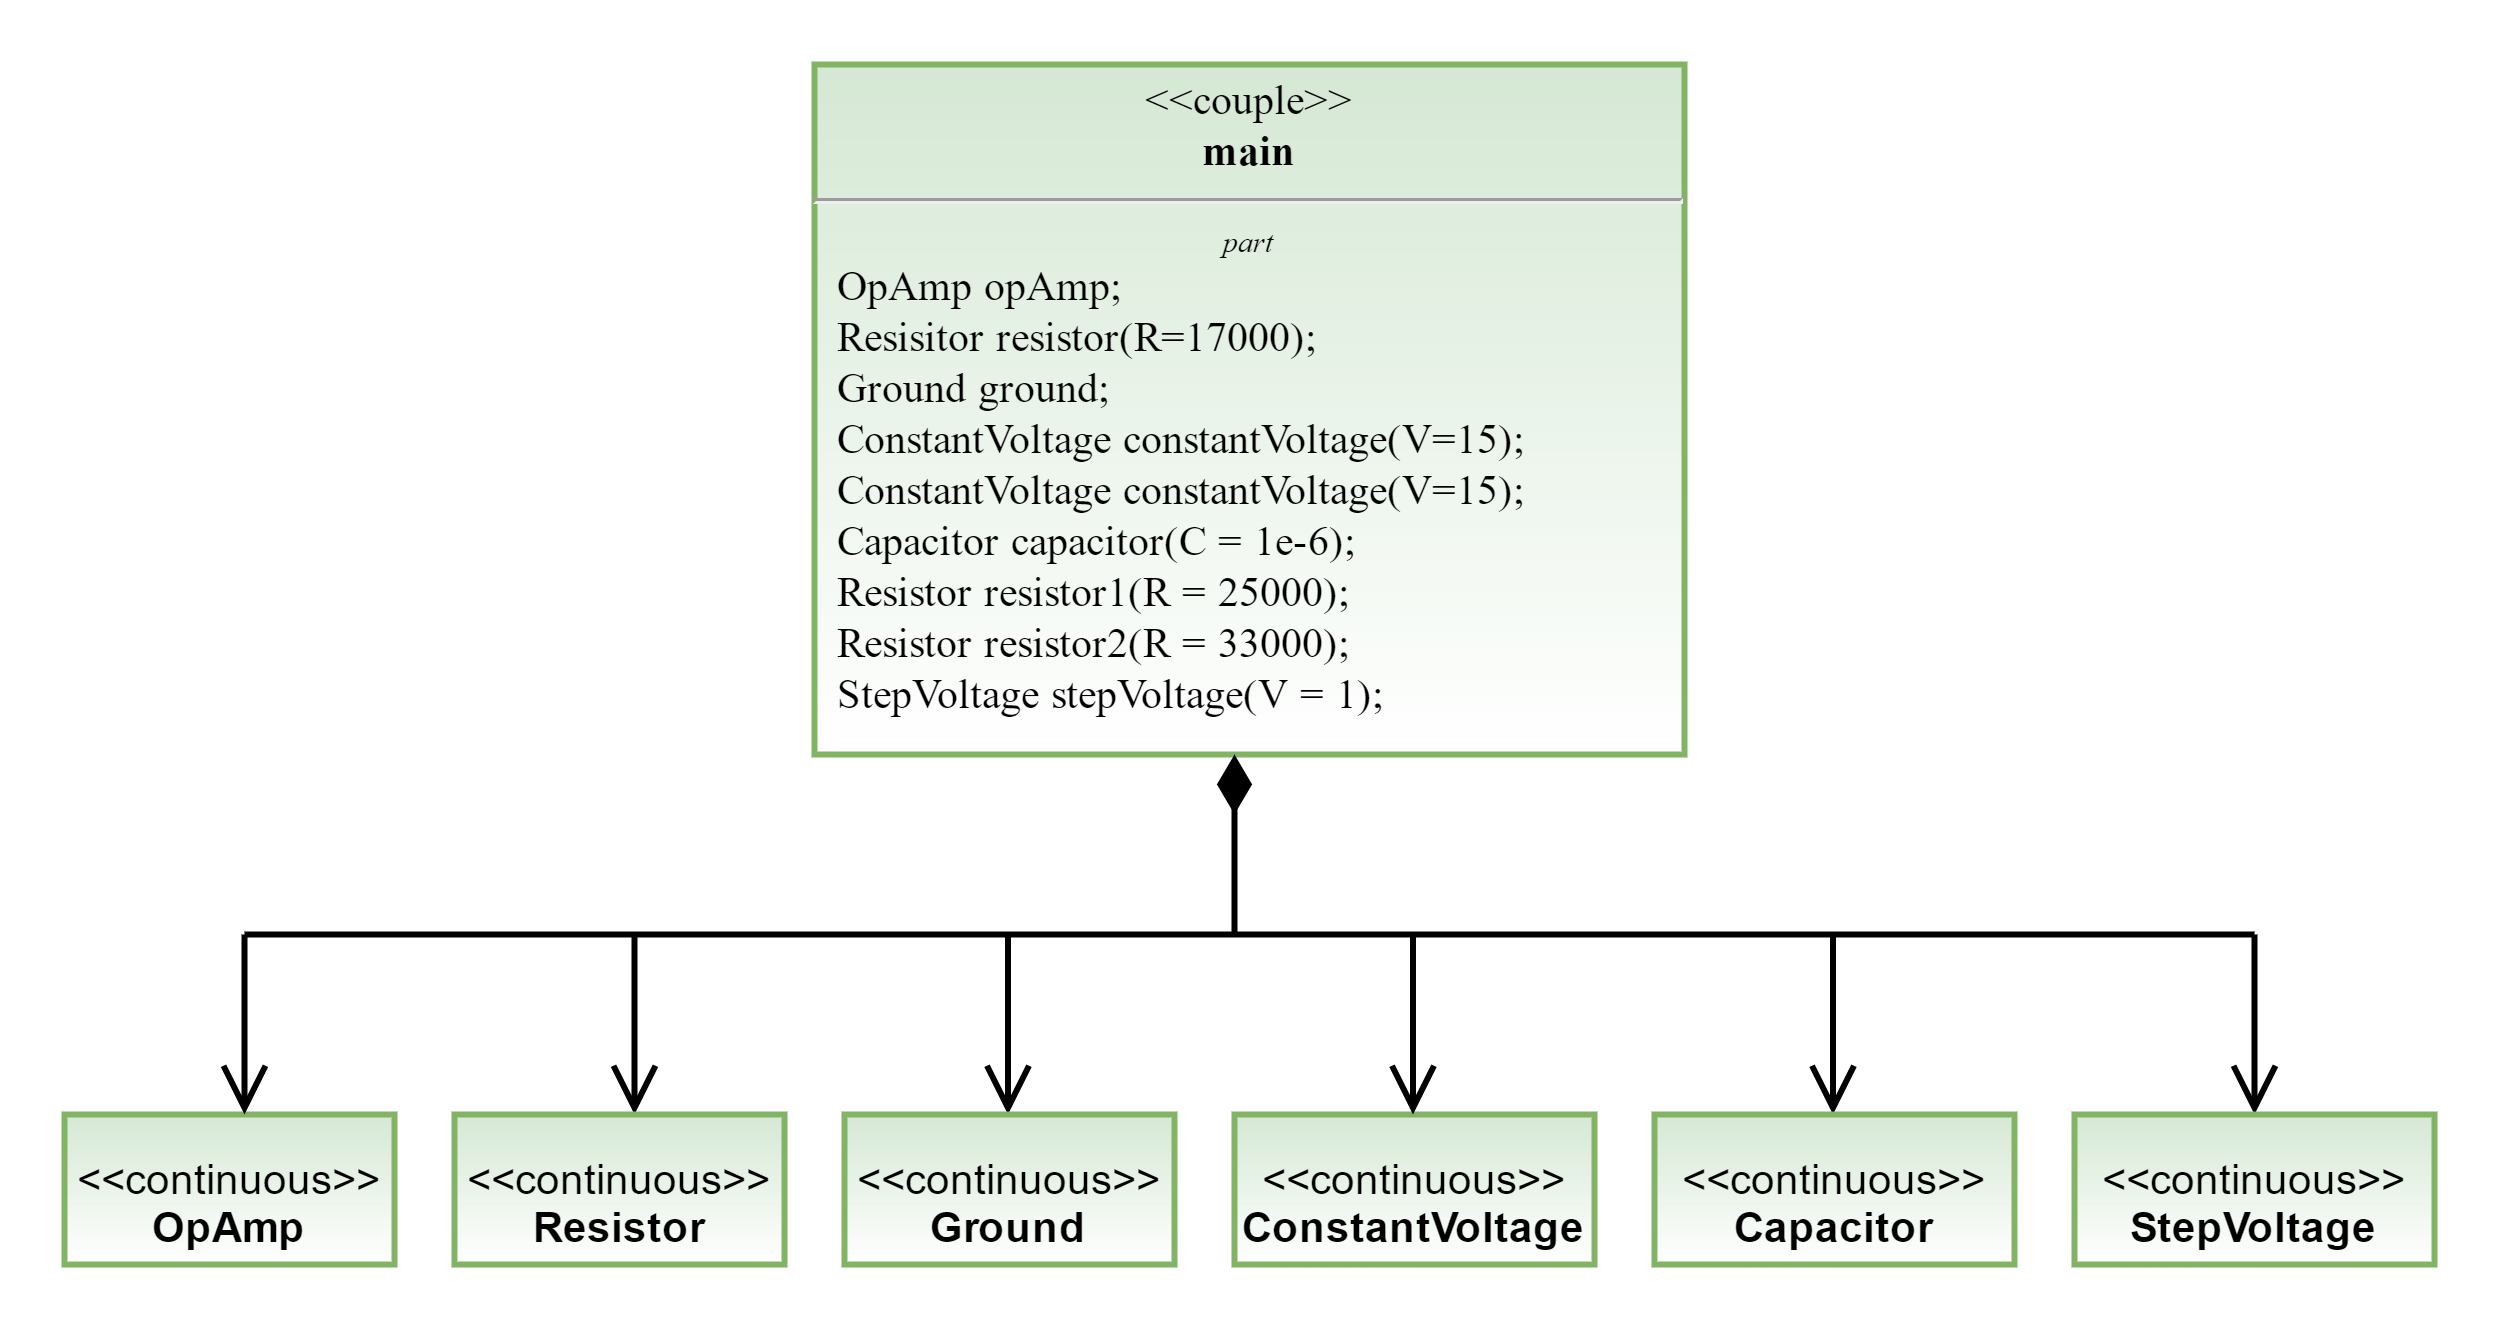 <<couple>>
main
part
OpAmp opAmp;
Resisitor resistor(R=17000);
Ground ground;
ConstantVoltage constantVoltage(V=15);
ConstantVoltage constantVoltage(V=15);
Capacitor capacitor(C = 1e-6);
Resistor resistor1(R = 25000);
Resistor resistor2(R = 33000);
StepVoltage stepVoltage(V = 1);
<<continuous>>
OpAmp
<<continuous>>
Resistor
<<continuous>>
Ground
<<continuous>>
ConstantVoltage
<<continuous>>
Capacitor
<<continuous>>
StepVoltage